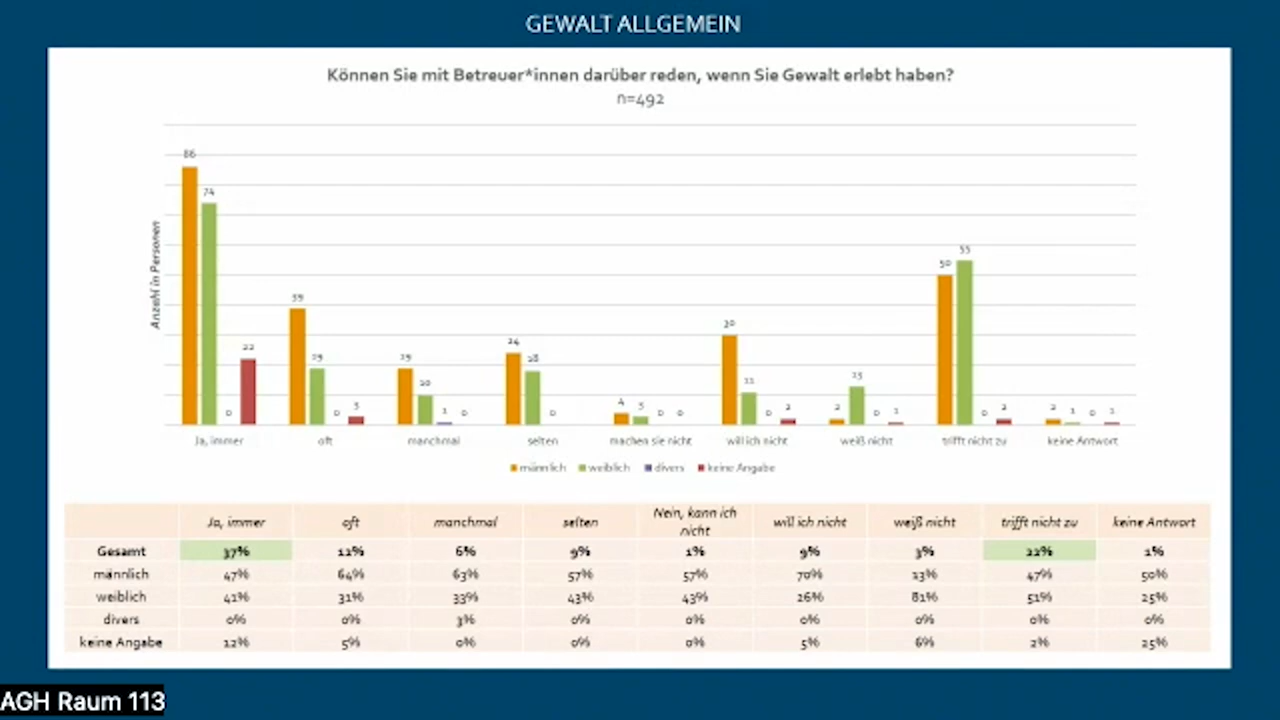 GEWALT ALLGEMEIN
Können Sie mit Betreuer*innen darüber reden, wenn Sie Gewalt erlebt haben?
n=492
Anzahl in Personen
86 74 0 22
39 19 0 3
19 10 1 0
24 18 0
4 3 0 0
30 11 0 2
2 13 0 1
50 55 0 2
2 1 0 1
Ja, immer oft manchmal selten machen sie nicht will ich nicht weiß nicht trifft nicht zu keine Antwort
männlich weiblich divers keine Angabe
Ja, immer oft manchmal selten Nein, kann ich nicht will ich nicht weiß nicht trifft nicht zu keine Antwort
Gesamt 37% 12% 6% 9% 1% 9% 3% 22% 1%
männlich 47% 64% 63% 57% 57% 70% 13% 47% 50%
weiblich 41% 31% 33% 43% 43% 26% 81% 51% 25%
divers 0% 0% 3% 0% 0% 0% 0% 0% 0%
keine Angabe 12% 5% 0% 0% 0% 5% 6% 2% 25%
AGH Raum 113